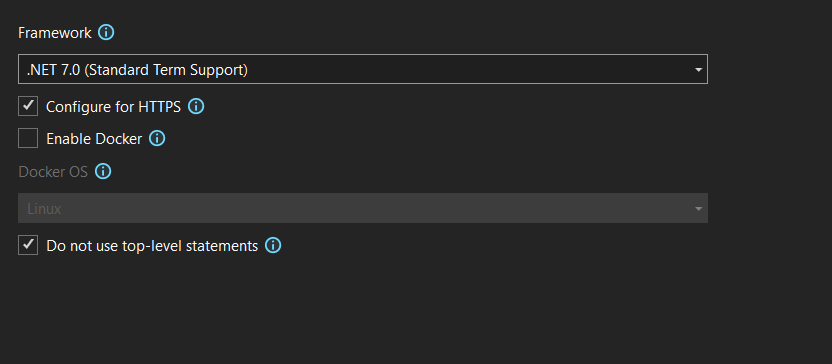 Framework
.NET 7.0 (Standard Term Support)
Configure for HTTPS
Enable Docker
Docker OS
Linux
Do not use top-level statements